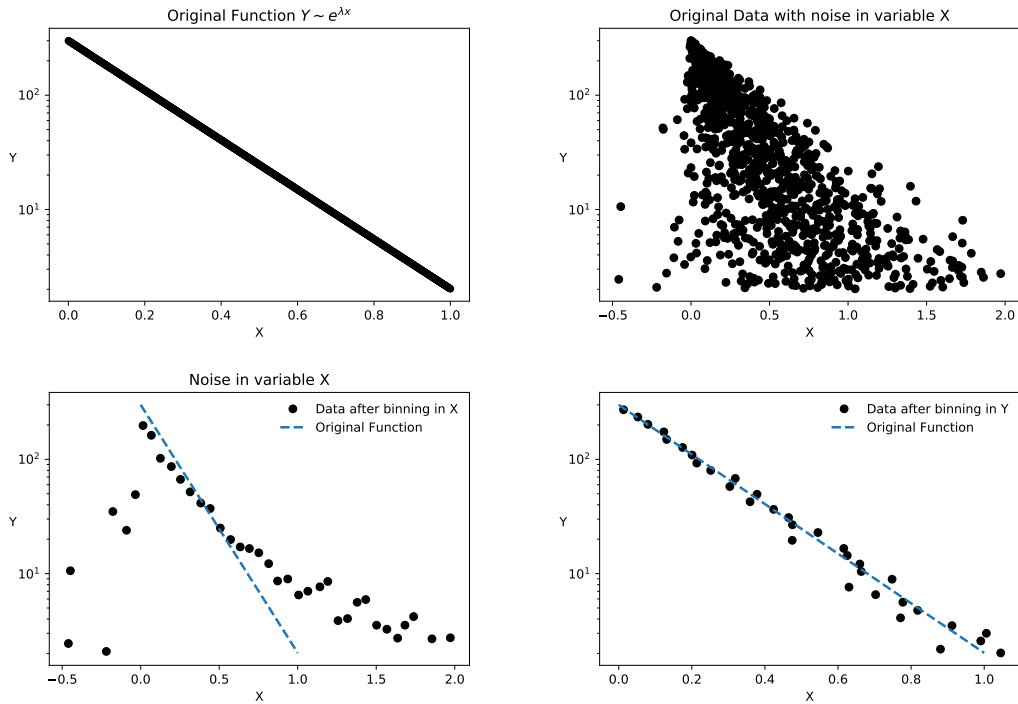 Original Function Y ~ e^{λx}
10²
10¹
Y
0.0 0.2 0.4 0.6 0.8 1.0
X
Original Data with noise in variable X
10²
10¹
Y
−0.5 0.0 0.5 1.0 1.5 2.0
X
Noise in variable X
Data after binning in X
Original Function
10²
10¹
Y
−0.5 0.0 0.5 1.0 1.5 2.0
X
Data after binning in Y
Original Function
10²
10¹
Y
0.0 0.2 0.4 0.6 0.8 1.0
X